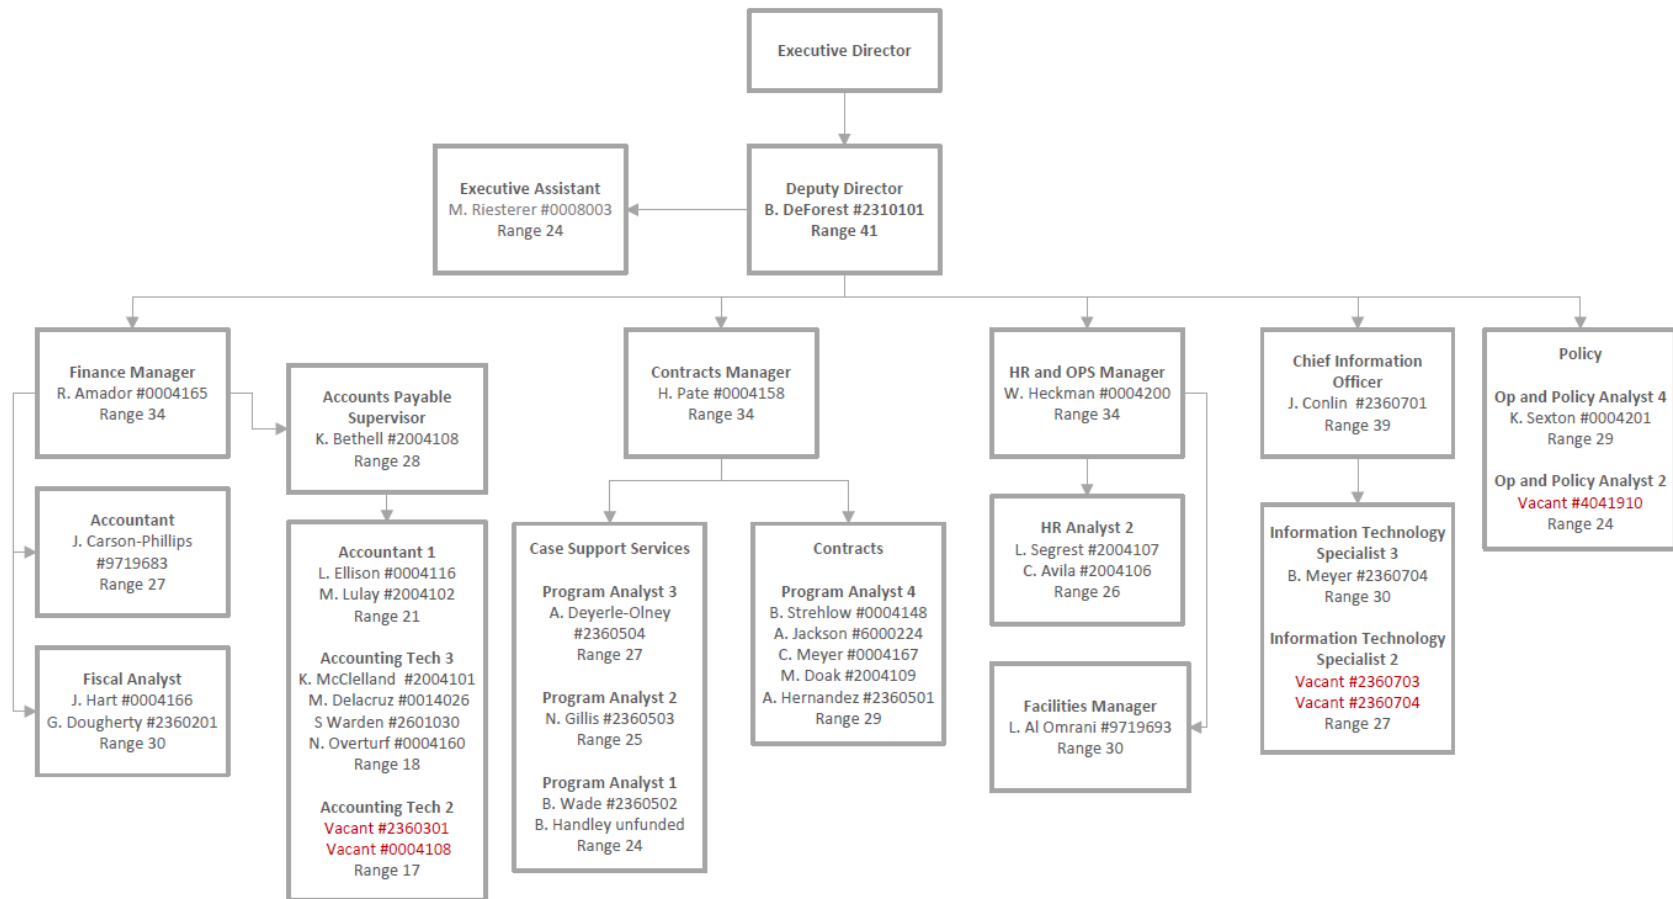 Executive Director
Executive Assistant
M. Riesterer #0008003
Range 24
Deputy Director
B. DeForest #2310101
Range 41
Finance Manager
R. Amador #0004165
Range 34
Accounts Payable
Supervisor
K. Bethell #2004108
Range 28
Accountant
J. Carson-Phillips
#9719683
Range 27
Fiscal Analyst
J. Hart #0004166
G. Dougherty #2360201
Range 30
Accountant 1
L. Ellison #0004116
M. Lulay #2004102
Range 21
Accounting Tech 3
K. McClelland #2004101
M. Delacruz #0014026
S Warden #2601030
N. Overturf #0004160
Range 18
Accounting Tech 2
Vacant #2360301
Vacant #0004108
Range 17
Contracts Manager
H. Pate #0004158
Range 34
Case Support Services
Program Analyst 3
A. Deyerle-Olney
#2360504
Range 27
Program Analyst 2
N. Gillis #2360503
Range 25
Program Analyst 1
B. Wade #2360502
B. Handley unfunded
Range 24
Contracts
Program Analyst 4
B. Strehlow #0004148
A. Jackson #6000224
C. Meyer #0004167
M. Doak #2004109
A. Hernandez #2360501
Range 29
HR and OPS Manager
W. Heckman #0004200
Range 34
HR Analyst 2
L. Segrest #2004107
C. Avila #2004106
Range 26
Facilities Manager
L. Al Omrani #9719693
Range 30
Chief Information
Officer
J. Conlin #2360701
Range 39
Information Technology
Specialist 3
B. Meyer #2360704
Range 30
Information Technology
Specialist 2
Vacant #2360703
Vacant #2360704
Range 27
Policy
Op and Policy Analyst 4
K. Sexton #0004201
Range 29
Op and Policy Analyst 2
Vacant #4041910
Range 24